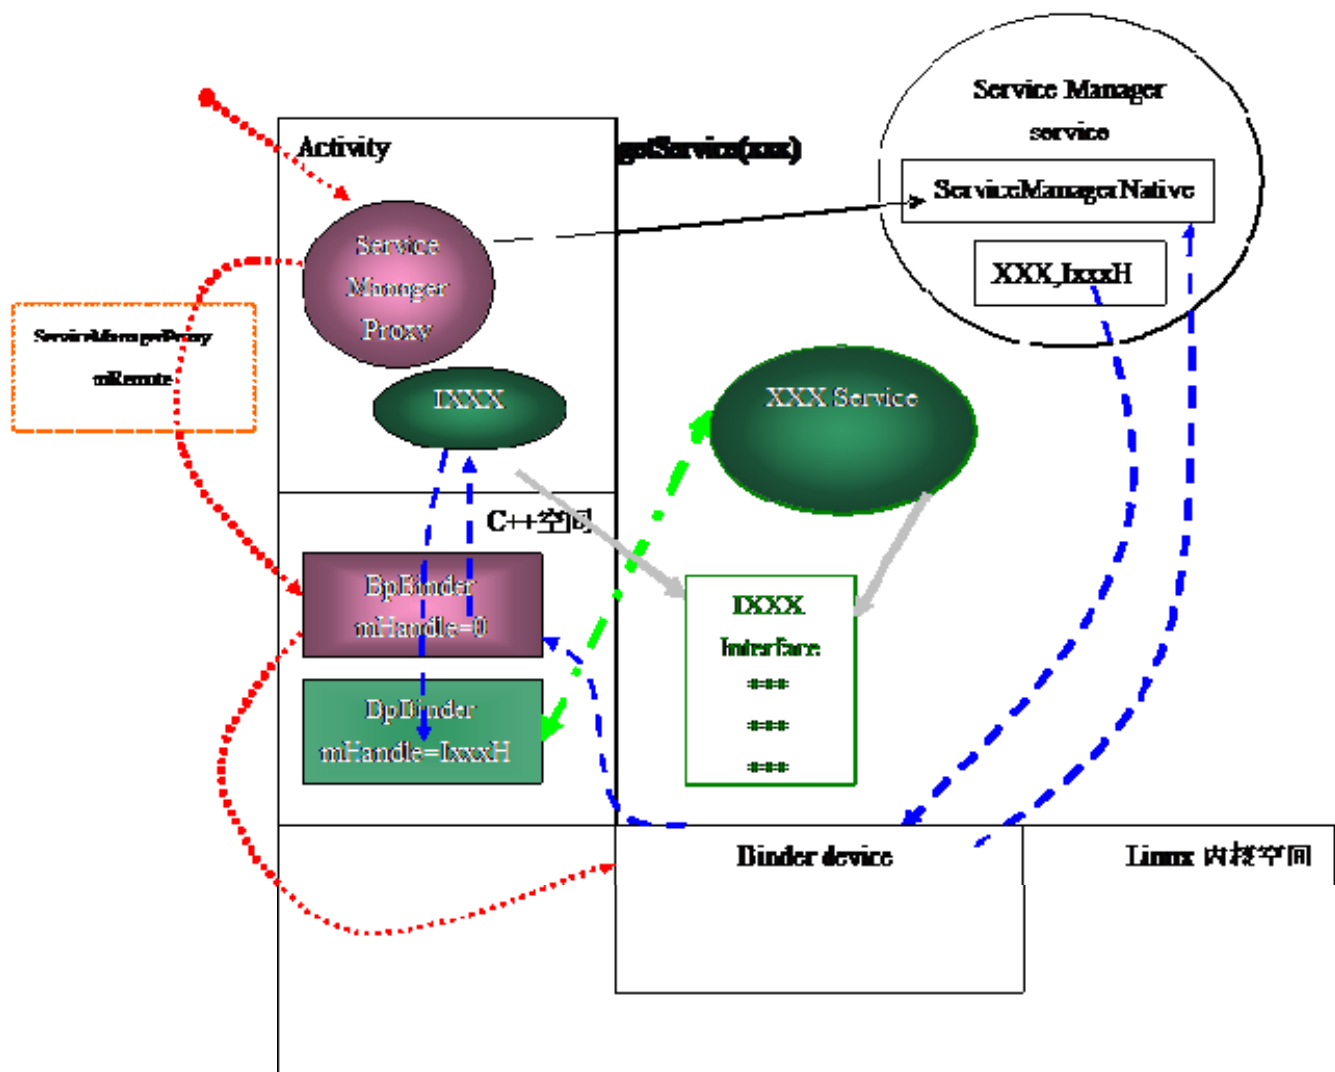 Service Manager
service
Activity
getService(xxx)
ServiceManagerNative
Service
Manager
Proxy
XXX_IxxxH
ServiceManagerProxy
mRemote
IXXX
XXX Service
C++空间
BpBinder
mHandle=0
IXXX
Interface
***
***
***
BpBinder
mHandle=IxxxH
Binder device
Linux 内核空间